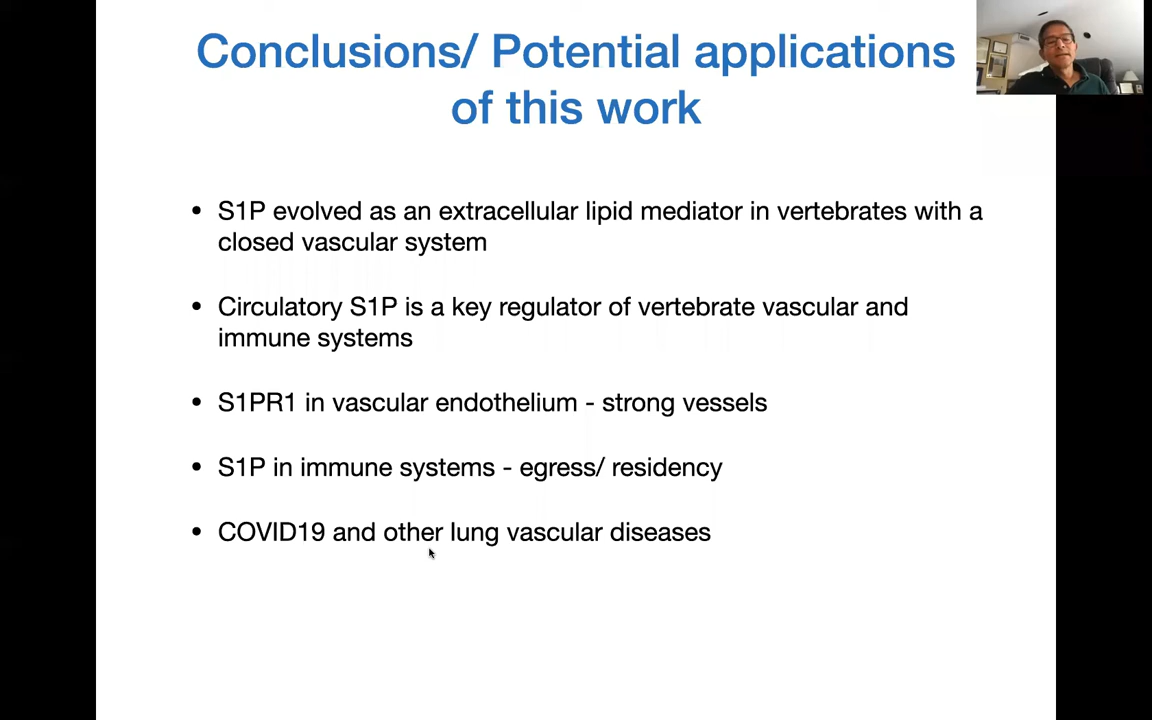 Conclusions/ Potential applications
of this work
• S1P evolved as an extracellular lipid mediator in vertebrates with a
closed vascular system
• Circulatory S1P is a key regulator of vertebrate vascular and
immune systems
• S1PR1 in vascular endothelium - strong vessels
• S1P in immune systems - egress/ residency
• COVID19 and other lung vascular diseases